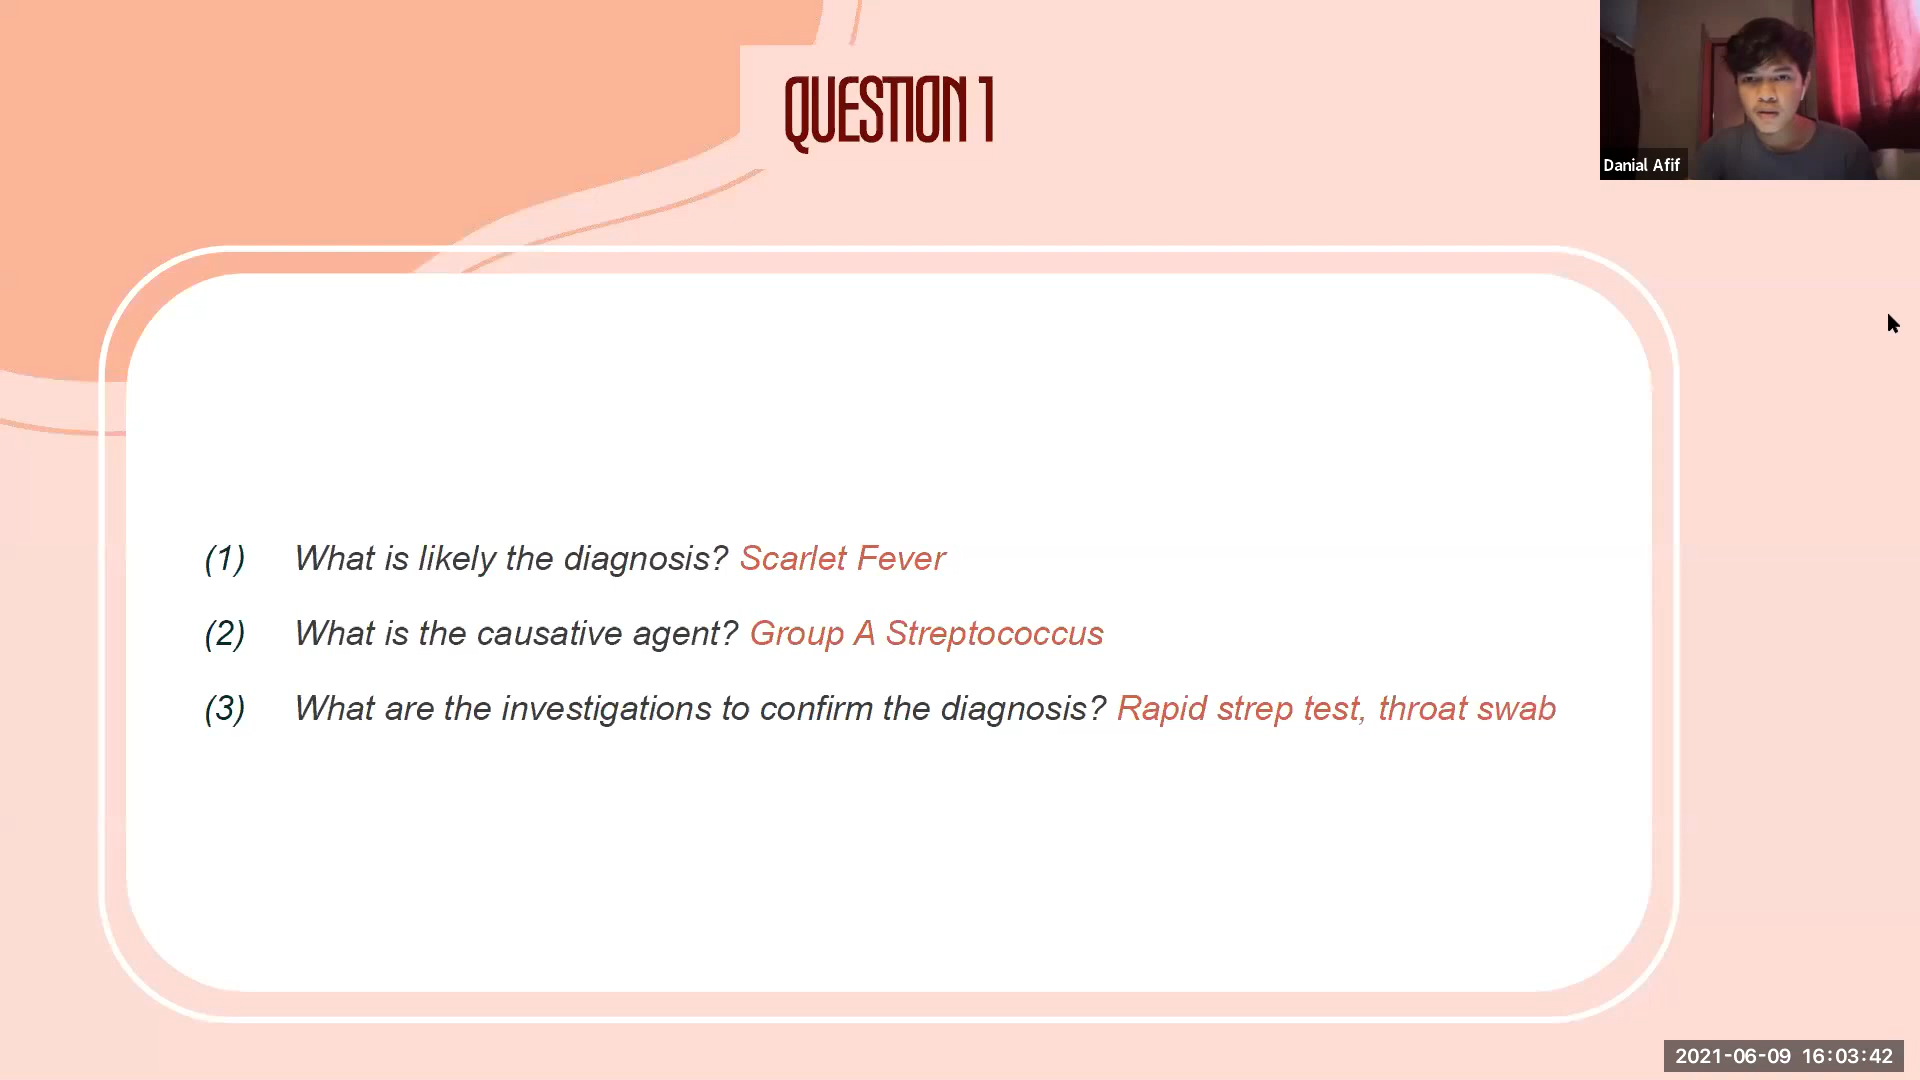 QUESTION 1
Danial Afif
(1) What is likely the diagnosis? Scarlet Fever
(2) What is the causative agent? Group A Streptococcus
(3) What are the investigations to confirm the diagnosis? Rapid strep test, throat swab
2021-06-09 16:03:42